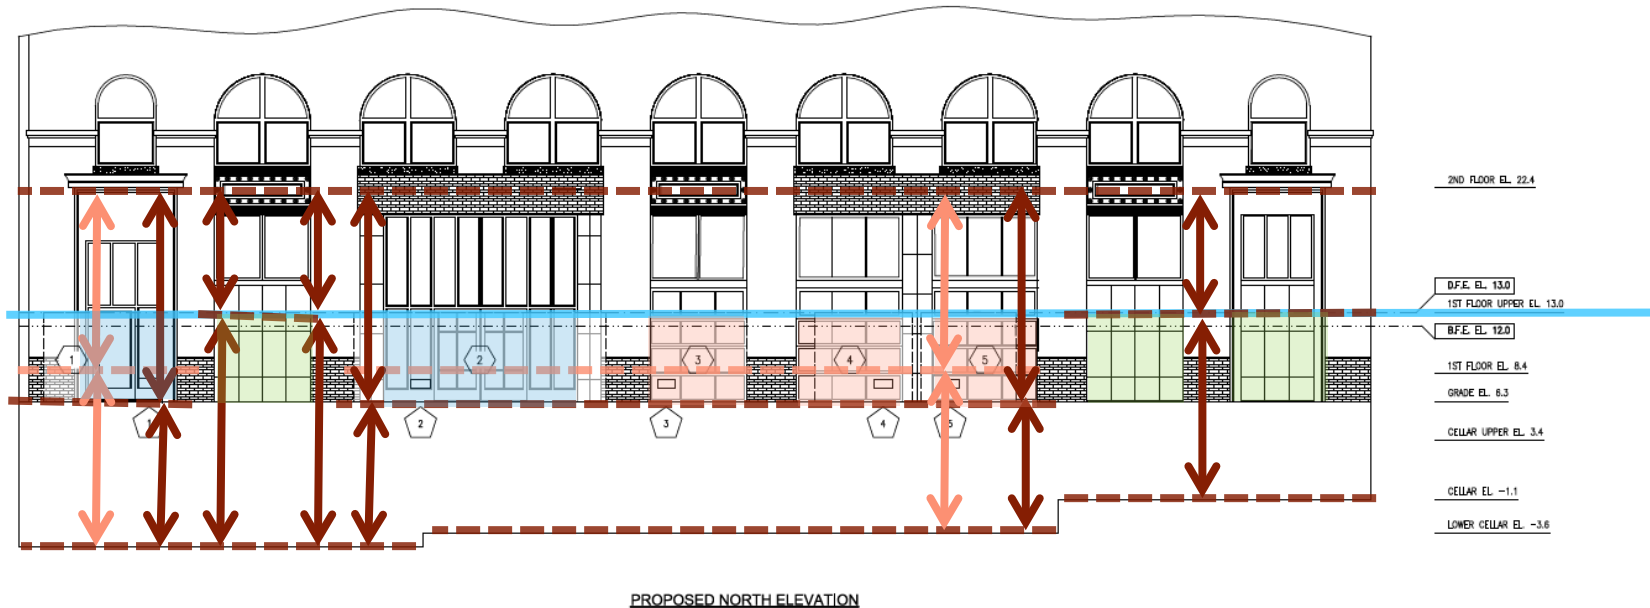 2ND FLOOR EL. 22.4
D.F.E. EL. 13.0
1ST FLOOR UPPER EL. 13.0
B.F.E. EL. 12.0
1 2 3 4 5
1ST FLOOR EL. 8.4
GRADE EL. 6.3
1 2 3 4 5
CELLAR UPPER EL. 3.4
CELLAR EL. -1.1
LOWER CELLAR EL. -3.6
PROPOSED NORTH ELEVATION